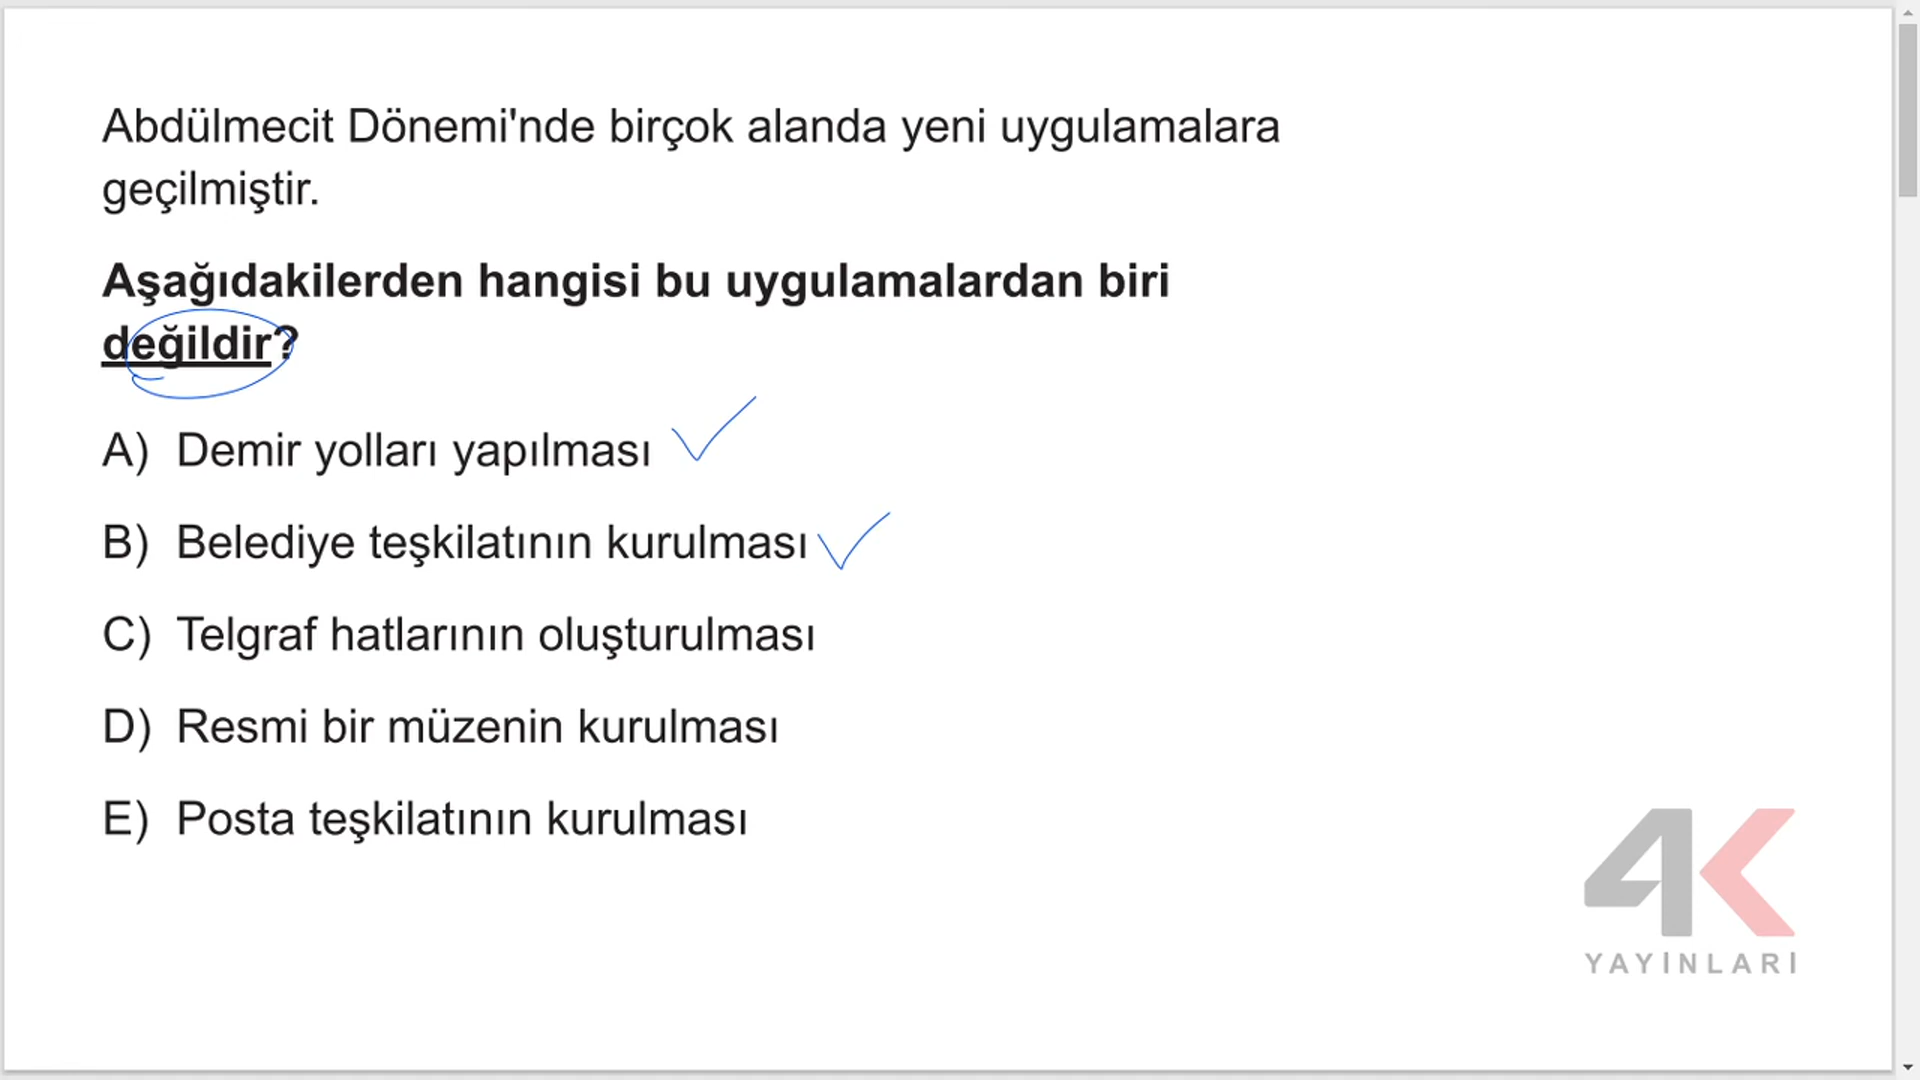 Abdülmecit Dönemi'nde birçok alanda yeni uygulamalara
geçilmiştir.
Aşağıdakilerden hangisi bu uygulamalardan biri
değildir?
A) Demir yolları yapılması
B) Belediye teşkilatının kurulması
C) Telgraf hatlarının oluşturulması
D) Resmi bir müzenin kurulması
E) Posta teşkilatının kurulması
4K
YAYINLARI